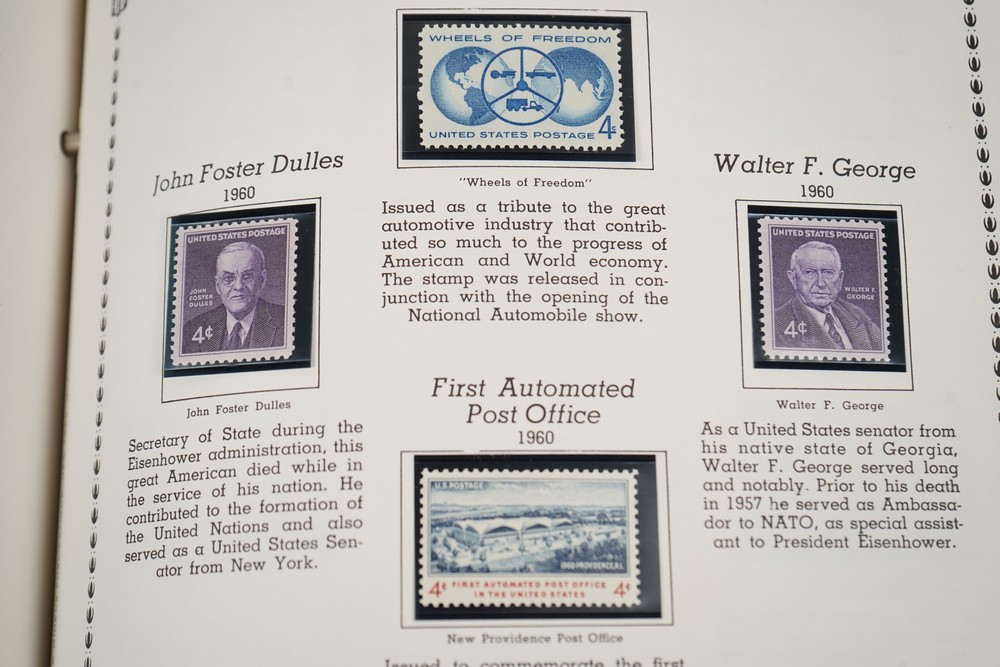 WHEELS OF FREEDOM
UNITED STATES POSTAGE 4¢
"Wheels of Freedom"
Issued as a tribute to the great
automotive industry that contrib-
uted so much to the progress of
American and World economy.
The stamp was released in con-
junction with the opening of the
National Automobile show.
John Foster Dulles
1960
UNITED STATES POSTAGE
JOHN
FOSTER
DULLES
4¢
John Foster Dulles
Secretary of State during the
Eisenhower administration, this
great American died while in
the service of his nation. He
contributed to the formation of
the United Nations and also
served as a United States Sen-
ator from New York.
Walter F. George
1960
UNITED STATES POSTAGE
WALTER F.
GEORGE
4¢
Walter F. George
As a United States senator from
his native state of Georgia,
Walter F. George served long
and notably. Prior to his death
in 1957 he served as Ambassa-
dor to NATO, as special assist-
ant to President Eisenhower.
First Automated
Post Office
1960
U.S. POSTAGE
1960 PROVIDENCE, R.I.
4¢ FIRST AUTOMATED POST OFFICE 4¢
IN THE UNITED STATES
New Providence Post Office
Issued to commemorate the first